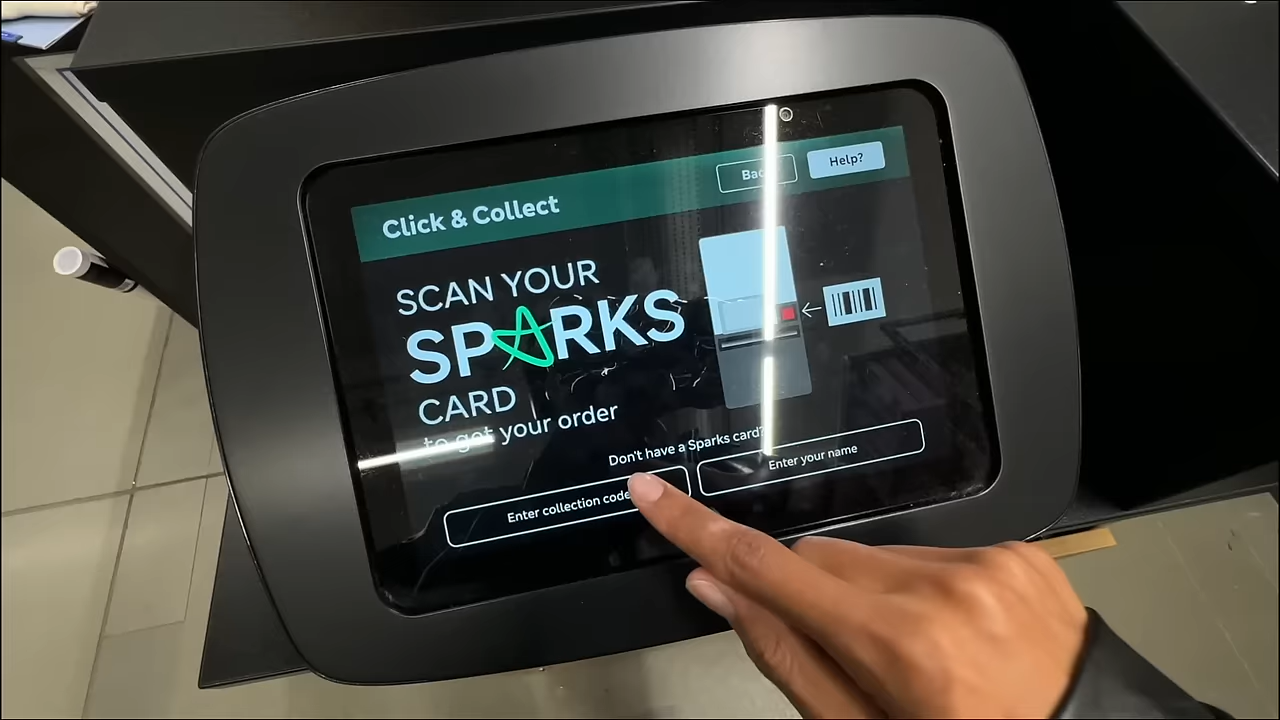 Back Help?
Click & Collect
SCAN YOUR
SPARKS
CARD
to get your order
Don't have a Sparks card?
Enter collection code
Enter your name